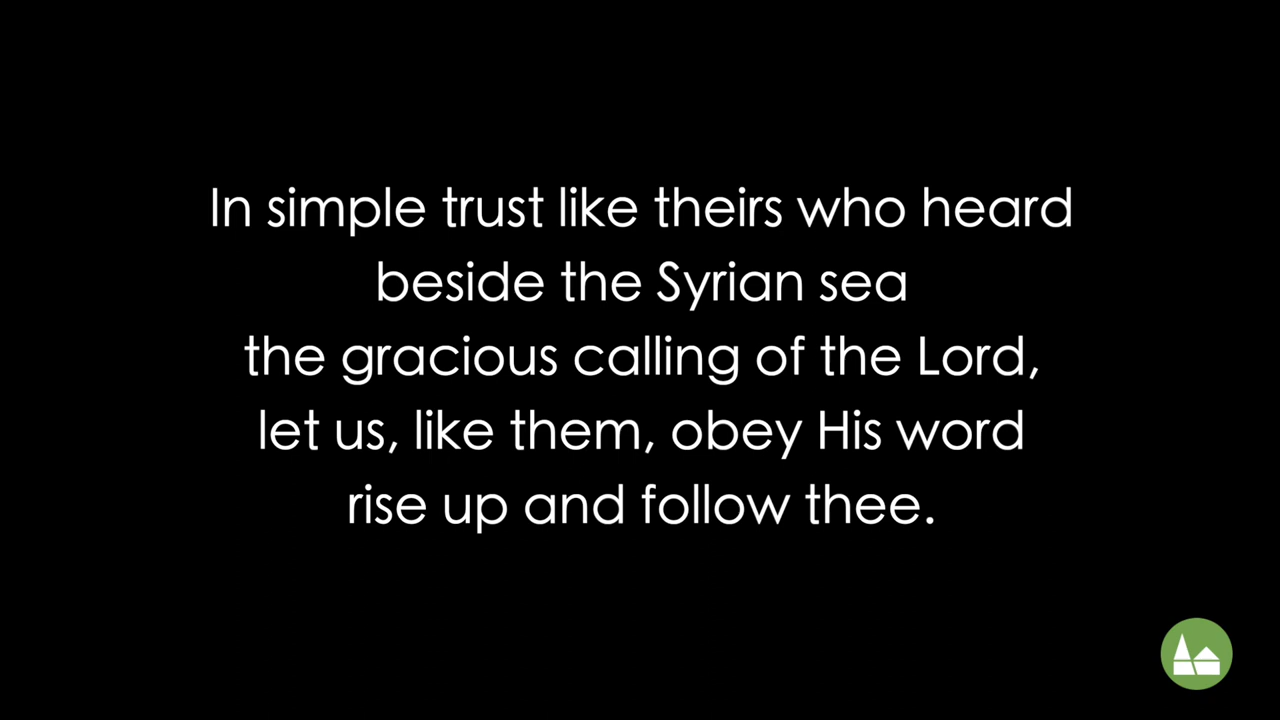 In simple trust like theirs who heard
beside the Syrian sea
the gracious calling of the Lord,
let us, like them, obey His word
rise up and follow thee.